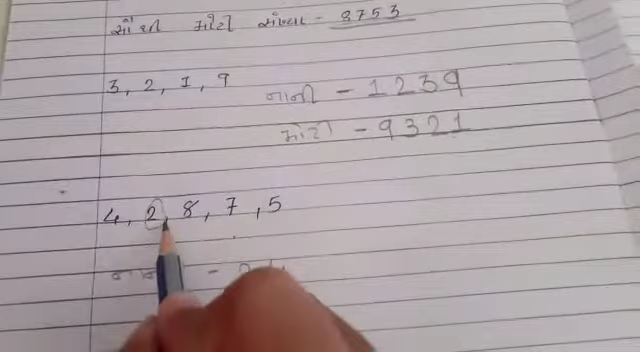 સૌથી મોટી સંખ્યા - 8753
3, 2, 1, 9
નાની - 1239
મોટી - 9321
4, 2, 8, 7, 5